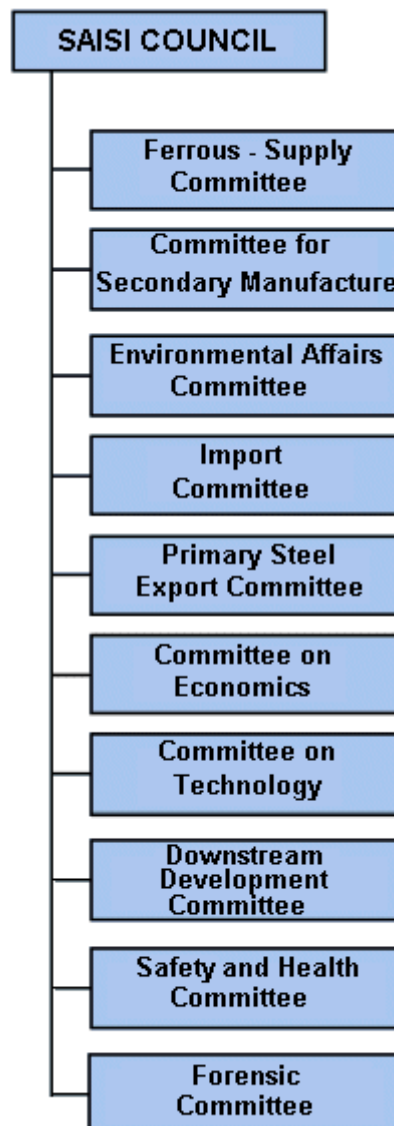 SAISI COUNCIL
Ferrous - Supply
Committee
Committee for
Secondary Manufacture
Environmental Affairs
Committee
Import
Committee
Primary Steel
Export Committee
Committee on
Economics
Committee on
Technology
Downstream
Development
Committee
Safety and Health
Committee
Forensic
Committee